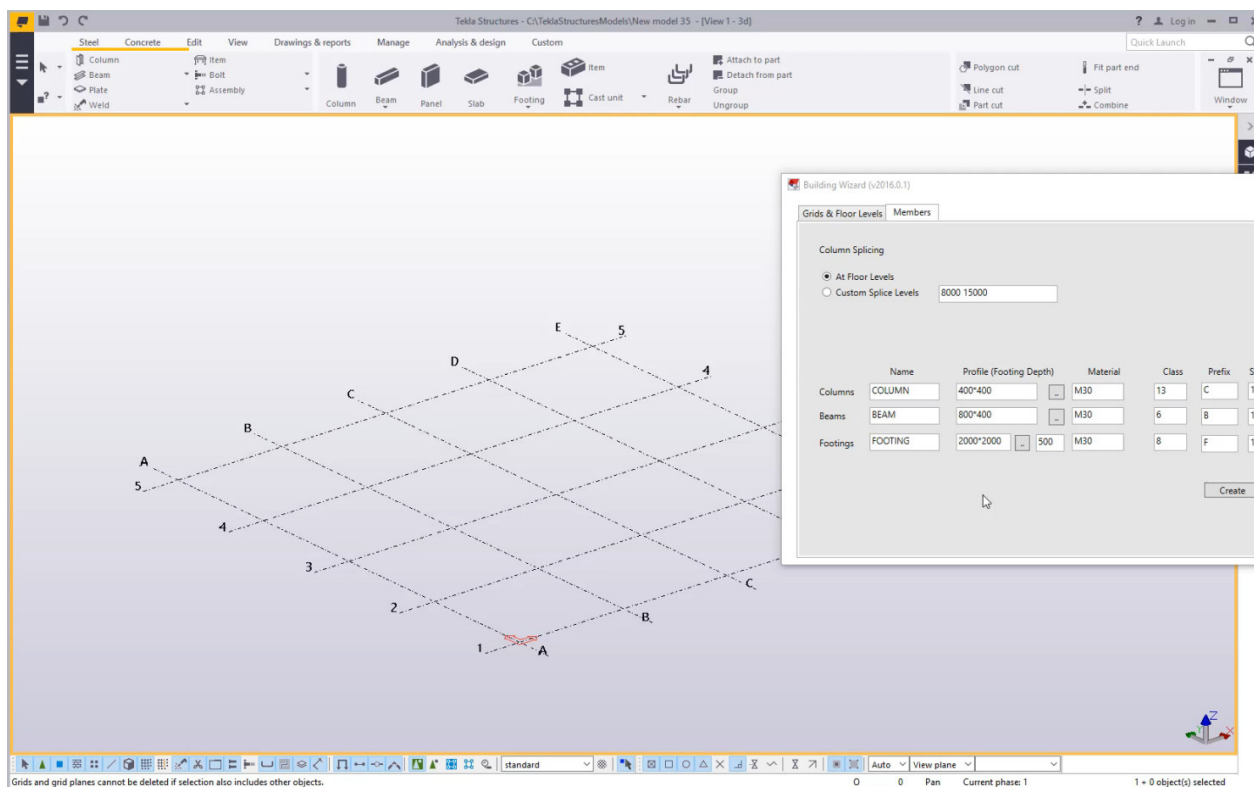 Tekla Structures - C:\TeklaStructuresModels\New model 35 - [View 1 - 3d]
? Log in
Steel Concrete Edit View Drawings & reports Manage Analysis & design Custom
Quick Launch
Column Item
Beam Bolt
Plate Assembly
Weld
Column Beam Panel Slab Footing
Item
Cast unit
Rebar
Attach to part
Detach from part
Group
Ungroup
Polygon cut Fit part end
Line cut Split
Part cut Combine
Window
Building Wizard (v2016.0.1)
Grids & Floor Levels Members
Column Splicing
At Floor Levels
Custom Splice Levels 8000 15000
Name Profile (Footing Depth) Material Class Prefix S
Columns COLUMN 400*400 .. M30 13 C 1
Beams BEAM 800*400 .. M30 6 B 1
Footings FOOTING 2000*2000 .. 500 M30 8 F 1
Create
E 5
D 4
C
B
A
5
4
3
2
1 A
B
C
Z
standard
Auto View plane
Grids and grid planes cannot be deleted if selection also includes other objects.
O 0 Pan Current phase: 1 1 + 0 object(s) selected